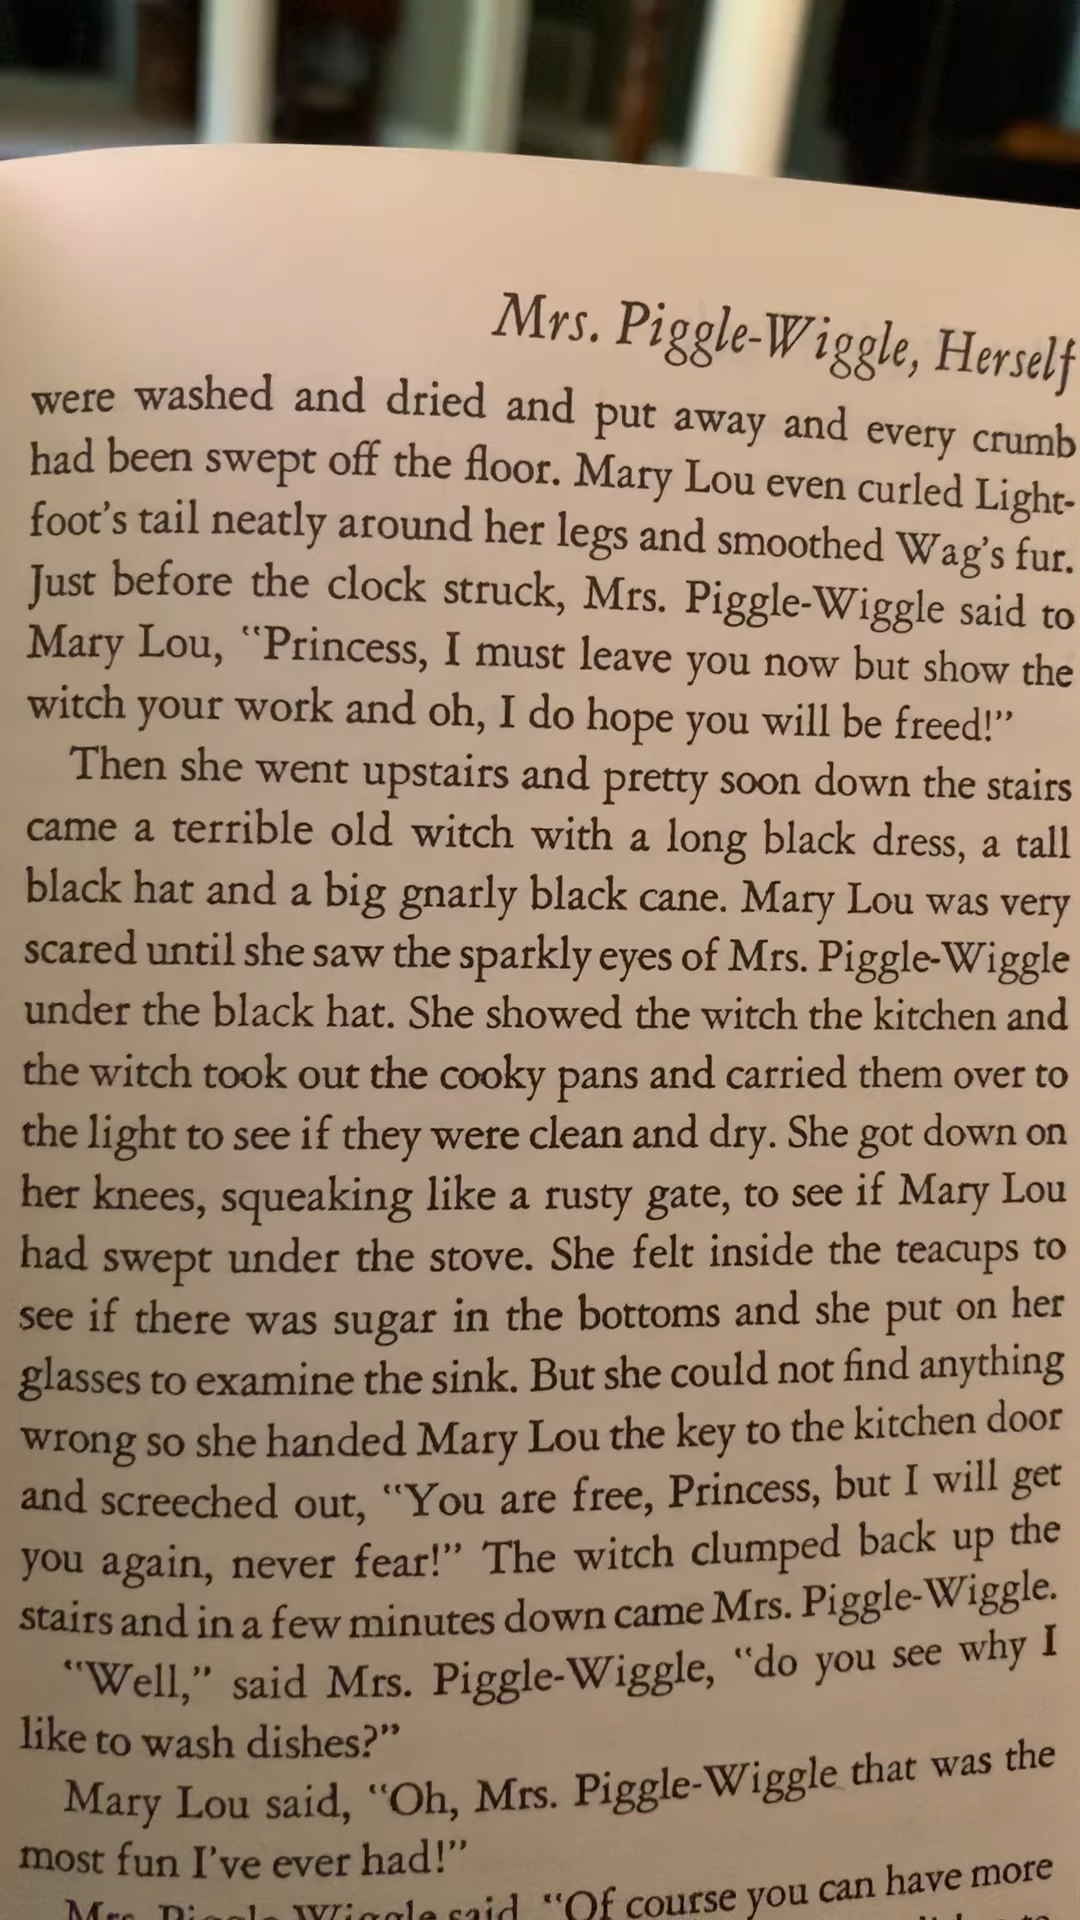 Mrs. Piggle-Wiggle, Herself
were washed and dried and put away and every crumb
had been swept off the floor. Mary Lou even curled Light-
foot's tail neatly around her legs and smoothed Wag's fur.
Just before the clock struck, Mrs. Piggle-Wiggle said to
Mary Lou, "Princess, I must leave you now but show the
witch your work and oh, I do hope you will be freed!"
Then she went upstairs and pretty soon down the stairs
came a terrible old witch with a long black dress, a tall
black hat and a big gnarly black cane. Mary Lou was very
scared until she saw the sparkly eyes of Mrs. Piggle-Wiggle
under the black hat. She showed the witch the kitchen and
the witch took out the cooky pans and carried them over to
the light to see if they were clean and dry. She got down on
her knees, squeaking like a rusty gate, to see if Mary Lou
had swept under the stove. She felt inside the teacups to
see if there was sugar in the bottoms and she put on her
glasses to examine the sink. But she could not find anything
wrong so she handed Mary Lou the key to the kitchen door
and screeched out, "You are free, Princess, but I will get
you again, never fear!" The witch clumped back up the
stairs and in a few minutes down came Mrs. Piggle-Wiggle.
"Well," said Mrs. Piggle-Wiggle, "do you see why I
like to wash dishes?"
Mary Lou said, "Oh, Mrs. Piggle-Wiggle that was the
most fun I've ever had!"
Mrs. Piggle-Wiggle said, "Of course you can have more